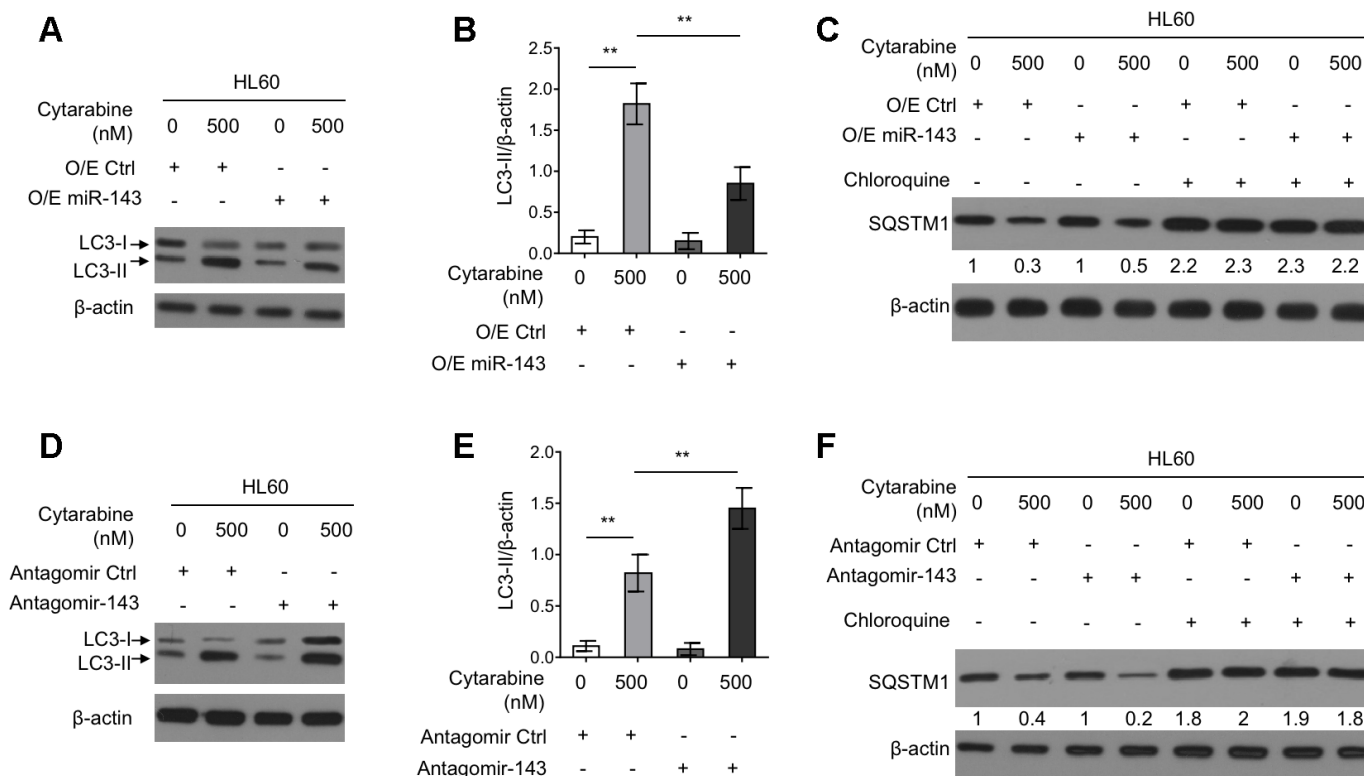 A
HL60
Cytarabine (nM) 0 500 0 500
O/E Ctrl + + - -
O/E miR-143 - - + +
LC3-I
LC3-II
β-actin
B
LC3-II/β-actin
2.5
2.0
1.5
1.0
0.5
0.0
**
**
Cytarabine (nM) 0 500 0 500
O/E Ctrl + + - -
O/E miR-143 - - + +
C
HL60
Cytarabine (nM) 0 500 0 500 0 500 0 500
O/E Ctrl + + - - + + - -
O/E miR-143 - - + + - - + +
Chloroquine - - - - + + + +
SQSTM1
1 0.3 1 0.5 2.2 2.3 2.3 2.2
β-actin
D
HL60
Cytarabine (nM) 0 500 0 500
Antagomir Ctrl + + - -
Antagomir-143 - - + +
LC3-I
LC3-II
β-actin
E
LC3-II/β-actin
2.0
1.5
1.0
0.5
0.0
**
**
Cytarabine (nM) 0 500 0 500
Antagomir Ctrl + + - -
Antagomir-143 - - + +
F
HL60
Cytarabine (nM) 0 500 0 500 0 500 0 500
Antagomir Ctrl + + - - + + - -
Antagomir-143 - - + + - - + +
Chloroquine - - - - + + + +
SQSTM1
1 0.4 1 0.2 1.8 2 1.9 1.8
β-actin